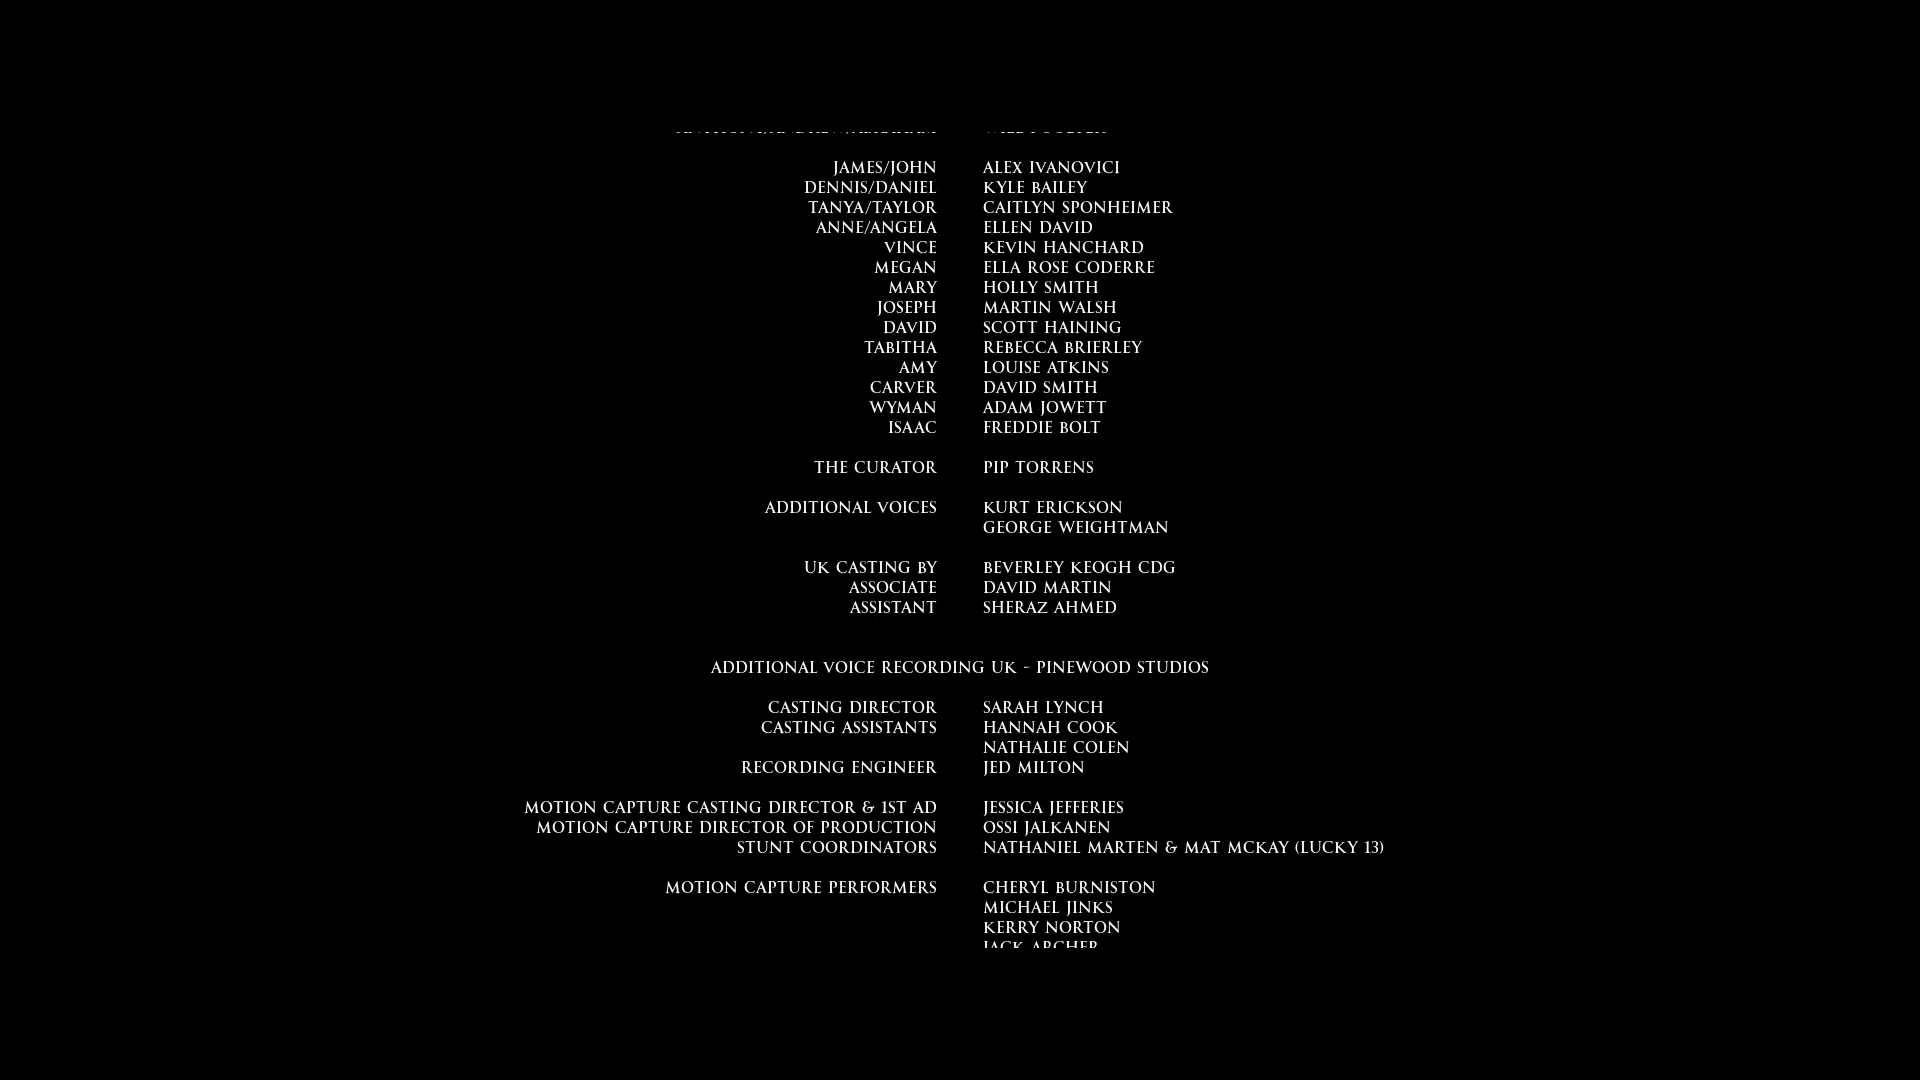 JAMES/JOHN ALEX IVANOVICI
DENNIS/DANIEL KYLE BAILEY
TANYA/TAYLOR CAITLYN SPONHEIMER
ANNE/ANGELA ELLEN DAVID
VINCE KEVIN HANCHARD
MEGAN ELLA ROSE CODERRE
MARY HOLLY SMITH
JOSEPH MARTIN WALSH
DAVID SCOTT HAINING
TABITHA REBECCA BRIERLEY
AMY LOUISE ATKINS
CARVER DAVID SMITH
WYMAN ADAM JOWETT
ISAAC FREDDIE BOLT
THE CURATOR PIP TORRENS
ADDITIONAL VOICES KURT ERICKSON
GEORGE WEIGHTMAN
UK CASTING BY BEVERLEY KEOGH CDG
ASSOCIATE DAVID MARTIN
ASSISTANT SHERAZ AHMED
ADDITIONAL VOICE RECORDING UK - PINEWOOD STUDIOS
CASTING DIRECTOR SARAH LYNCH
CASTING ASSISTANTS HANNAH COOK
NATHALIE COLEN
RECORDING ENGINEER JED MILTON
MOTION CAPTURE CASTING DIRECTOR & 1ST AD JESSICA JEFFERIES
MOTION CAPTURE DIRECTOR OF PRODUCTION OSSI JALKANEN
STUNT COORDINATORS NATHANIEL MARTEN & MAT MCKAY (LUCKY 13)
MOTION CAPTURE PERFORMERS CHERYL BURNISTON
MICHAEL JINKS
KERRY NORTON
JACK ARCHER